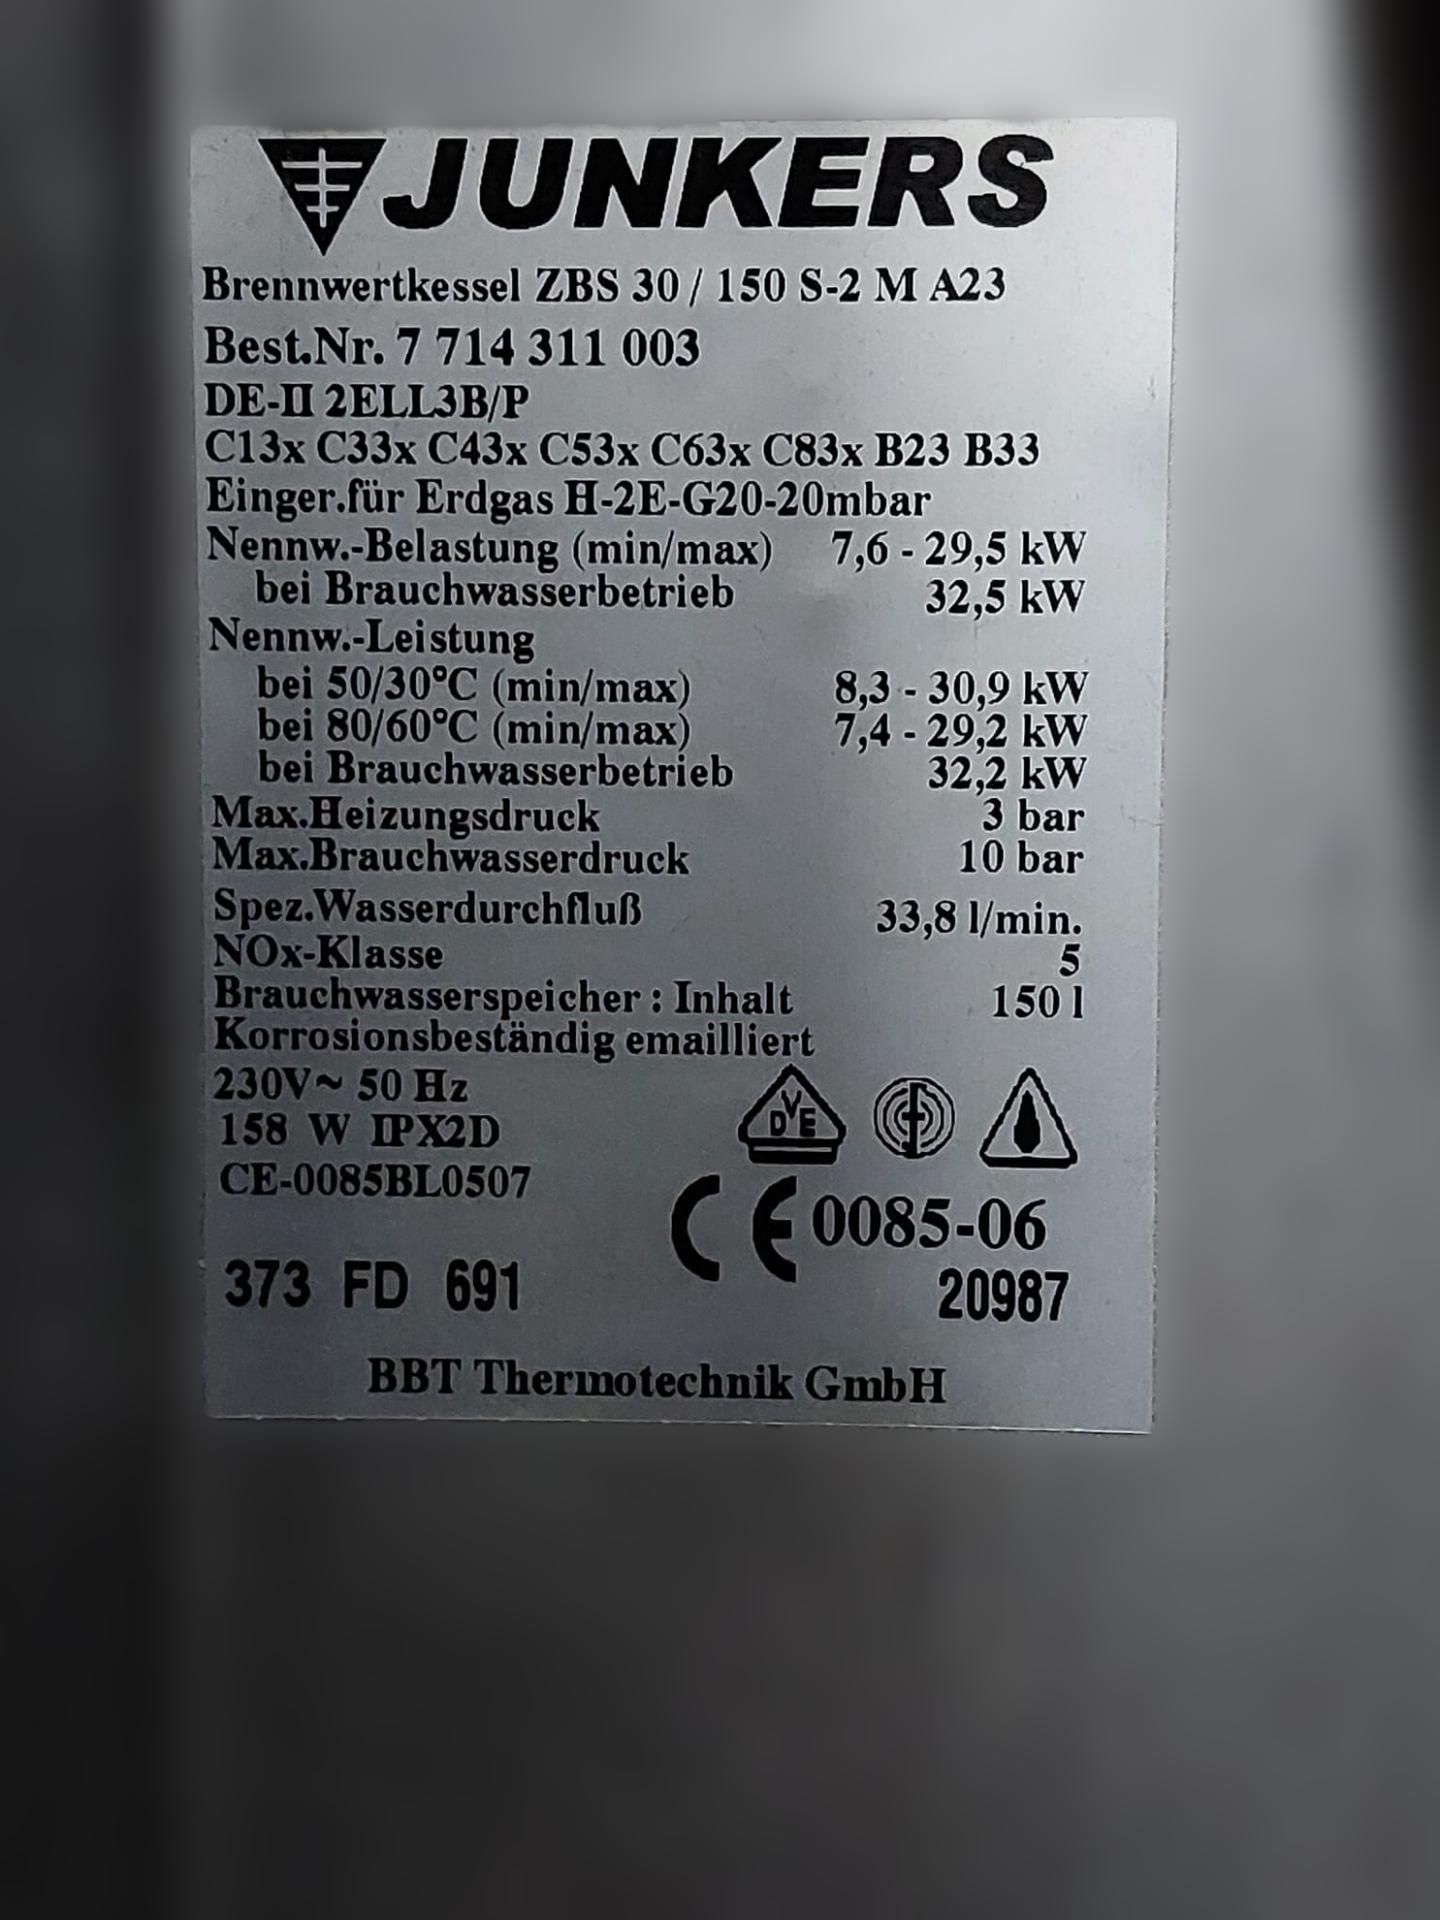 JUNKERS
Brennwertkessel ZBS 30 / 150 S-2 M A23
Best.Nr. 7 714 311 003
DE-II 2ELL3B/P
C13x C33x C43x C53x C63x C83x B23 B33
Einger.für Erdgas H-2E-G20-20mbar
Nennw.-Belastung (min/max) 7,6 - 29,5 kW
bei Brauchwasserbetrieb 32,5 kW
Nennw.-Leistung
bei 50/30°C (min/max) 8,3 - 30,9 kW
bei 80/60°C (min/max) 7,4 - 29,2 kW
bei Brauchwasserbetrieb 32,2 kW
Max.Heizungsdruck 3 bar
Max.Brauchwasserdruck 10 bar
Spez.Wasserdurchfluß 33,8 l/min.
NOx-Klasse 5
Brauchwasserspeicher : Inhalt 150 l
Korrosionsbeständig emailliert
230V~ 50 Hz
158 W IPX2D
DVE
CE-0085BL0507
CE 0085-06
373 FD 691 20987
BBT Thermotechnik GmbH